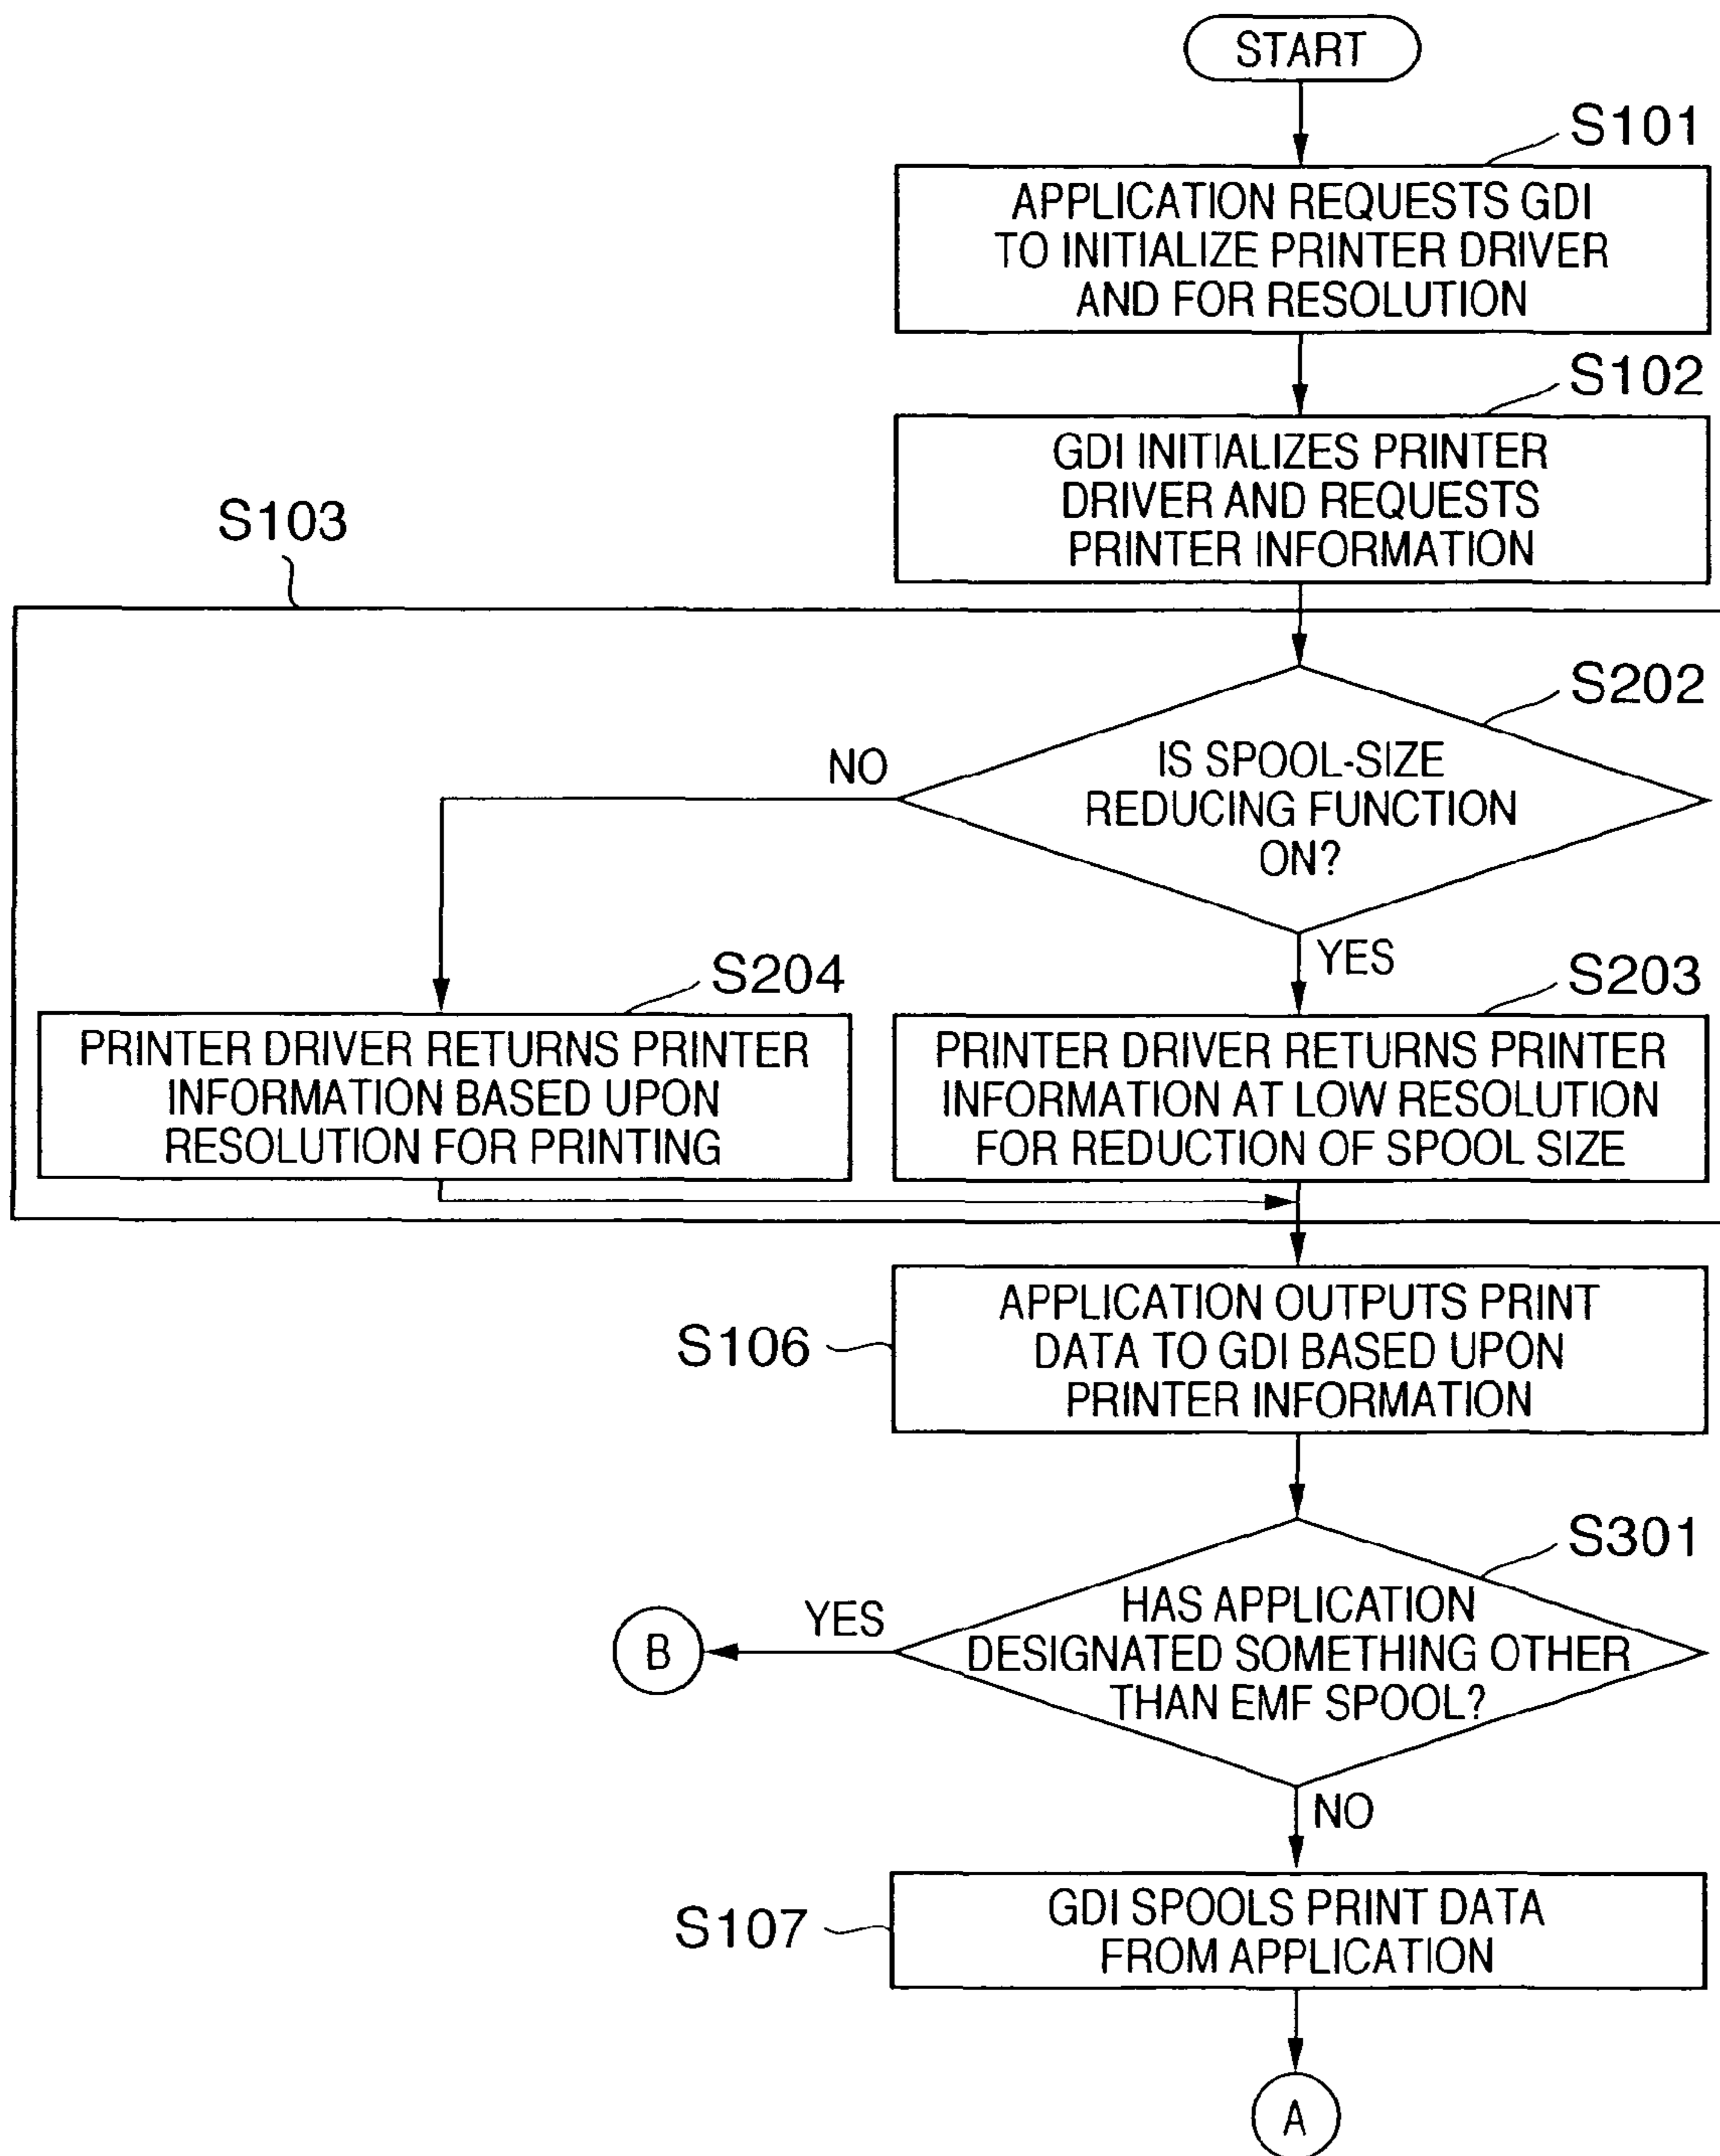 START
S101
APPLICATION REQUESTS GDI
TO INITIALIZE PRINTER DRIVER
AND FOR RESOLUTION
S102
GDI INITIALIZES PRINTER
DRIVER AND REQUESTS
PRINTER INFORMATION
S103
S202
IS SPOOL-SIZE
REDUCING FUNCTION
ON?
NO
YES
S204
PRINTER DRIVER RETURNS PRINTER
INFORMATION BASED UPON
RESOLUTION FOR PRINTING
S203
PRINTER DRIVER RETURNS PRINTER
INFORMATION AT LOW RESOLUTION
FOR REDUCTION OF SPOOL SIZE
S106
APPLICATION OUTPUTS PRINT
DATA TO GDI BASED UPON
PRINTER INFORMATION
S301
HAS APPLICATION
DESIGNATED SOMETHING OTHER
THAN EMF SPOOL?
YES
B
NO
S107
GDI SPOOLS PRINT DATA
FROM APPLICATION
A